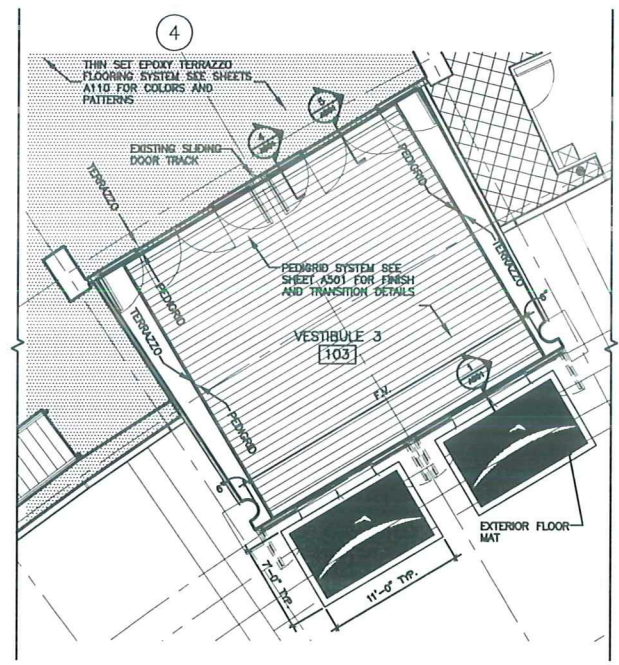 4
THIN SET EPOXY TERRAZZO
FLOORING SYSTEM SEE SHEETS
A110 FOR COLORS AND
PATTERNS
EXISTING SLIDING
DOOR TRACK
TERRAZZO
PEDIGRID
PEDIGRID
TERRAZZO
PEDIGRID SYSTEM SEE
SHEET A501 FOR FINISH
AND TRANSITION DETAILS
VESTIBULE 3
103
TERRAZZO
PEDIGRID
6"
F.V.
6"
EXTERIOR FLOOR
MAT
7'-0" TYP.
11'-0" TYP.